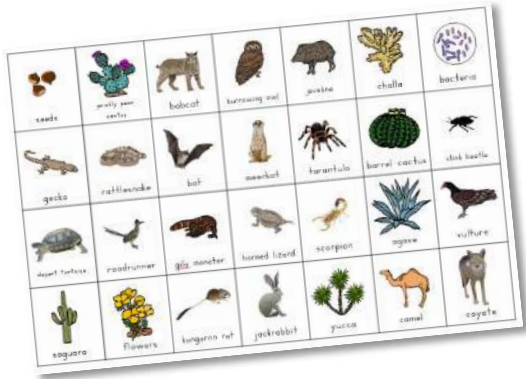 seeds
prickly pear
cactus
bobcat
burrowing owl
javelina
cholla
bacteria
gecko
rattlesnake
bat
meerkat
tarantula
barrel cactus
click beetle
desert tortoise
roadrunner
gila monster
horned lizard
scorpion
agave
vulture
saguaro
flowers
kangaroo rat
jackrabbit
yucca
camel
coyote